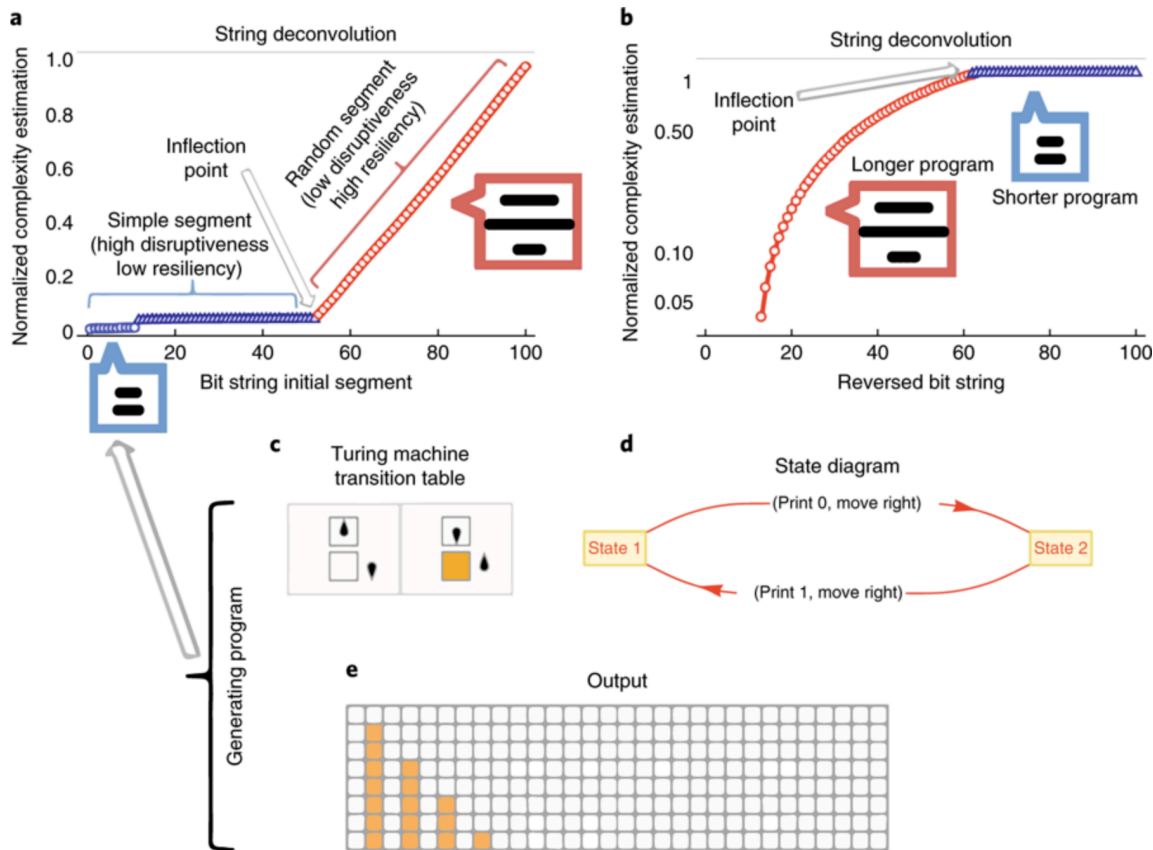 a
String deconvolution
Normalized complexity estimation
1.0
0.8
0.6
0.4
0.2
0
Inflection
point
Random segment
(low disruptiveness
high resiliency)
Simple segment
(high disruptiveness
low resiliency)
0 20 40 60 80 100
Bit string initial segment
b
String deconvolution
Normalized complexity estimation
1
0.50
0.10
0.05
Inflection
point
Longer program
Shorter program
0 20 40 60 80 100
Reversed bit string
Generating program
c
Turing machine
transition table
d
State diagram
(Print 0, move right)
State 1
State 2
(Print 1, move right)
e
Output